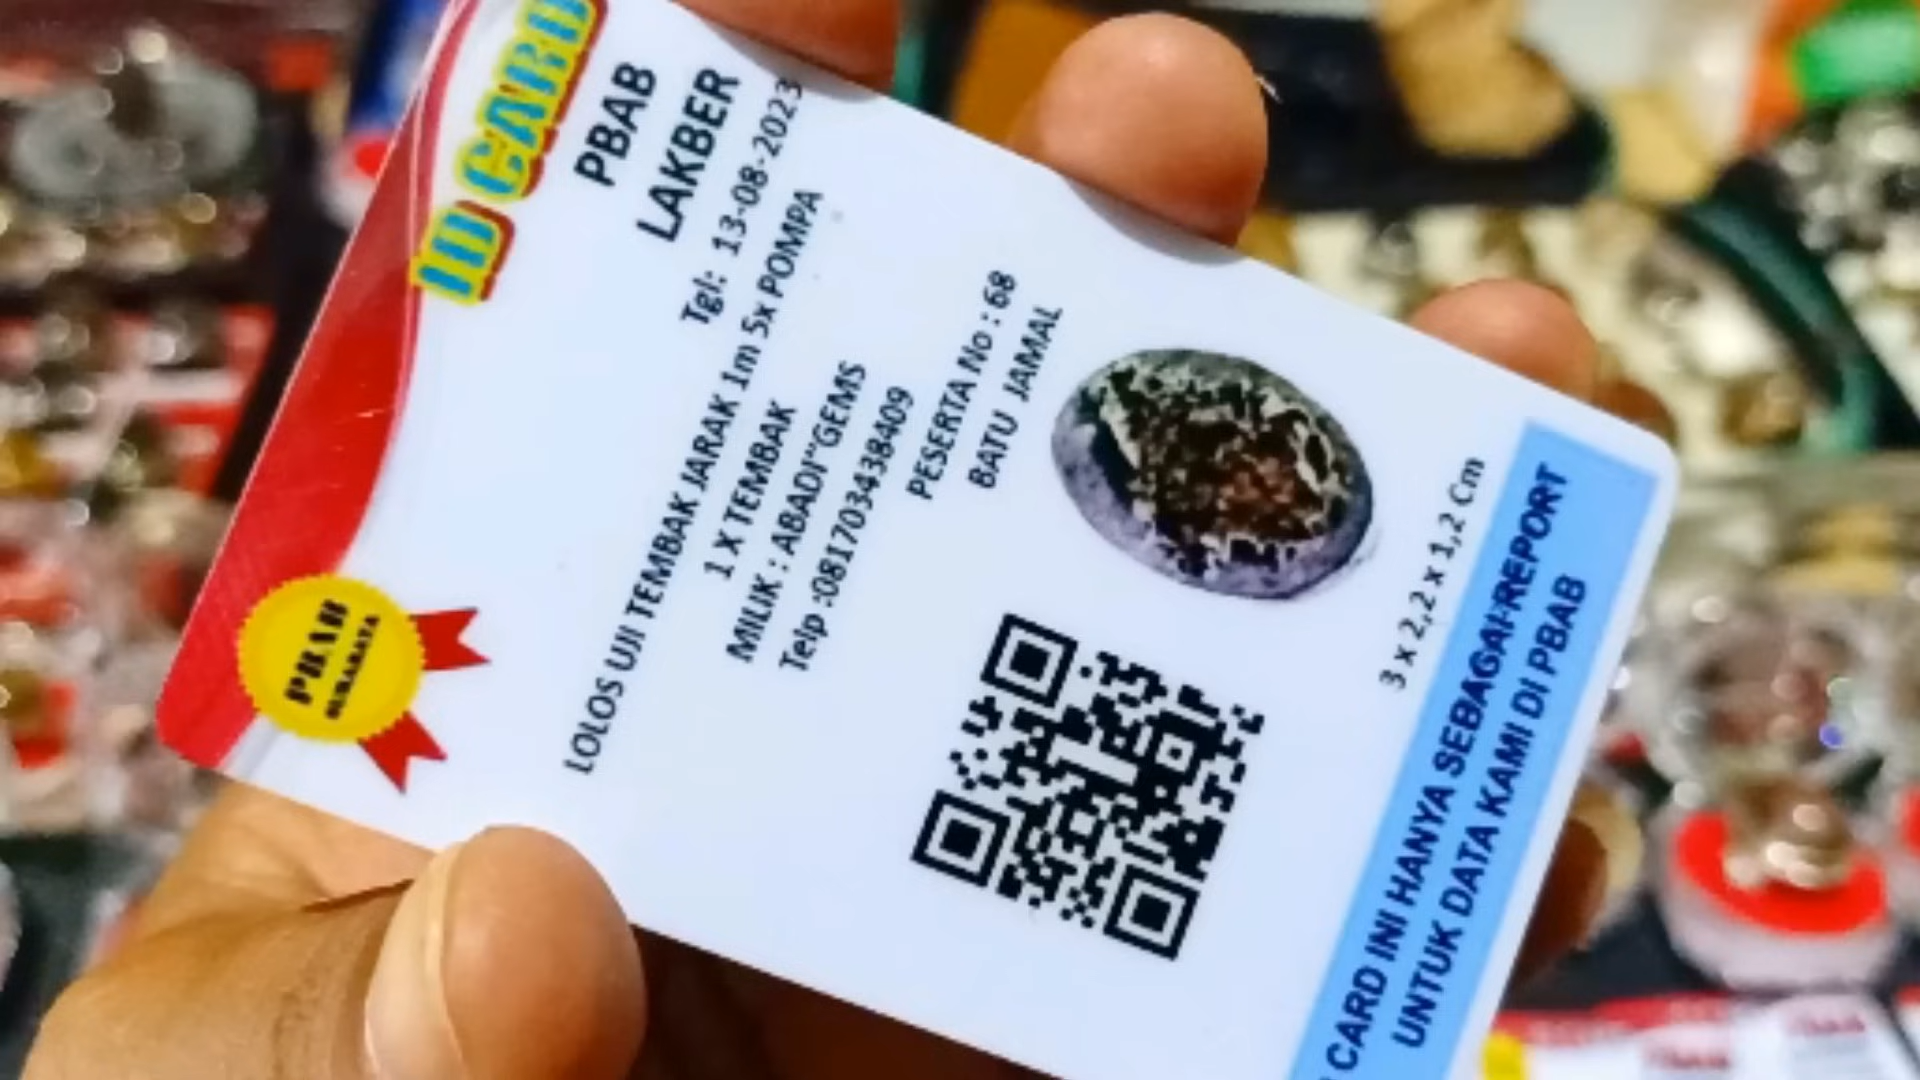 ID CARD
PBAB
LAKBER
Tgl: 13-08-2023
LOLOS UJI TEMBAK JARAK 1m 5x POMPA
1 X TEMBAK
MILIK : ABADI"GEMS
Telp :081703438409
PESERTA No : 68
BATU JAMAL
3 x 2,2 x 1,2 Cm
CARD INI HANYA SEBAGAI REPORT
UNTUK DATA KAMI DI PBAB
PBAB
SURABAYA